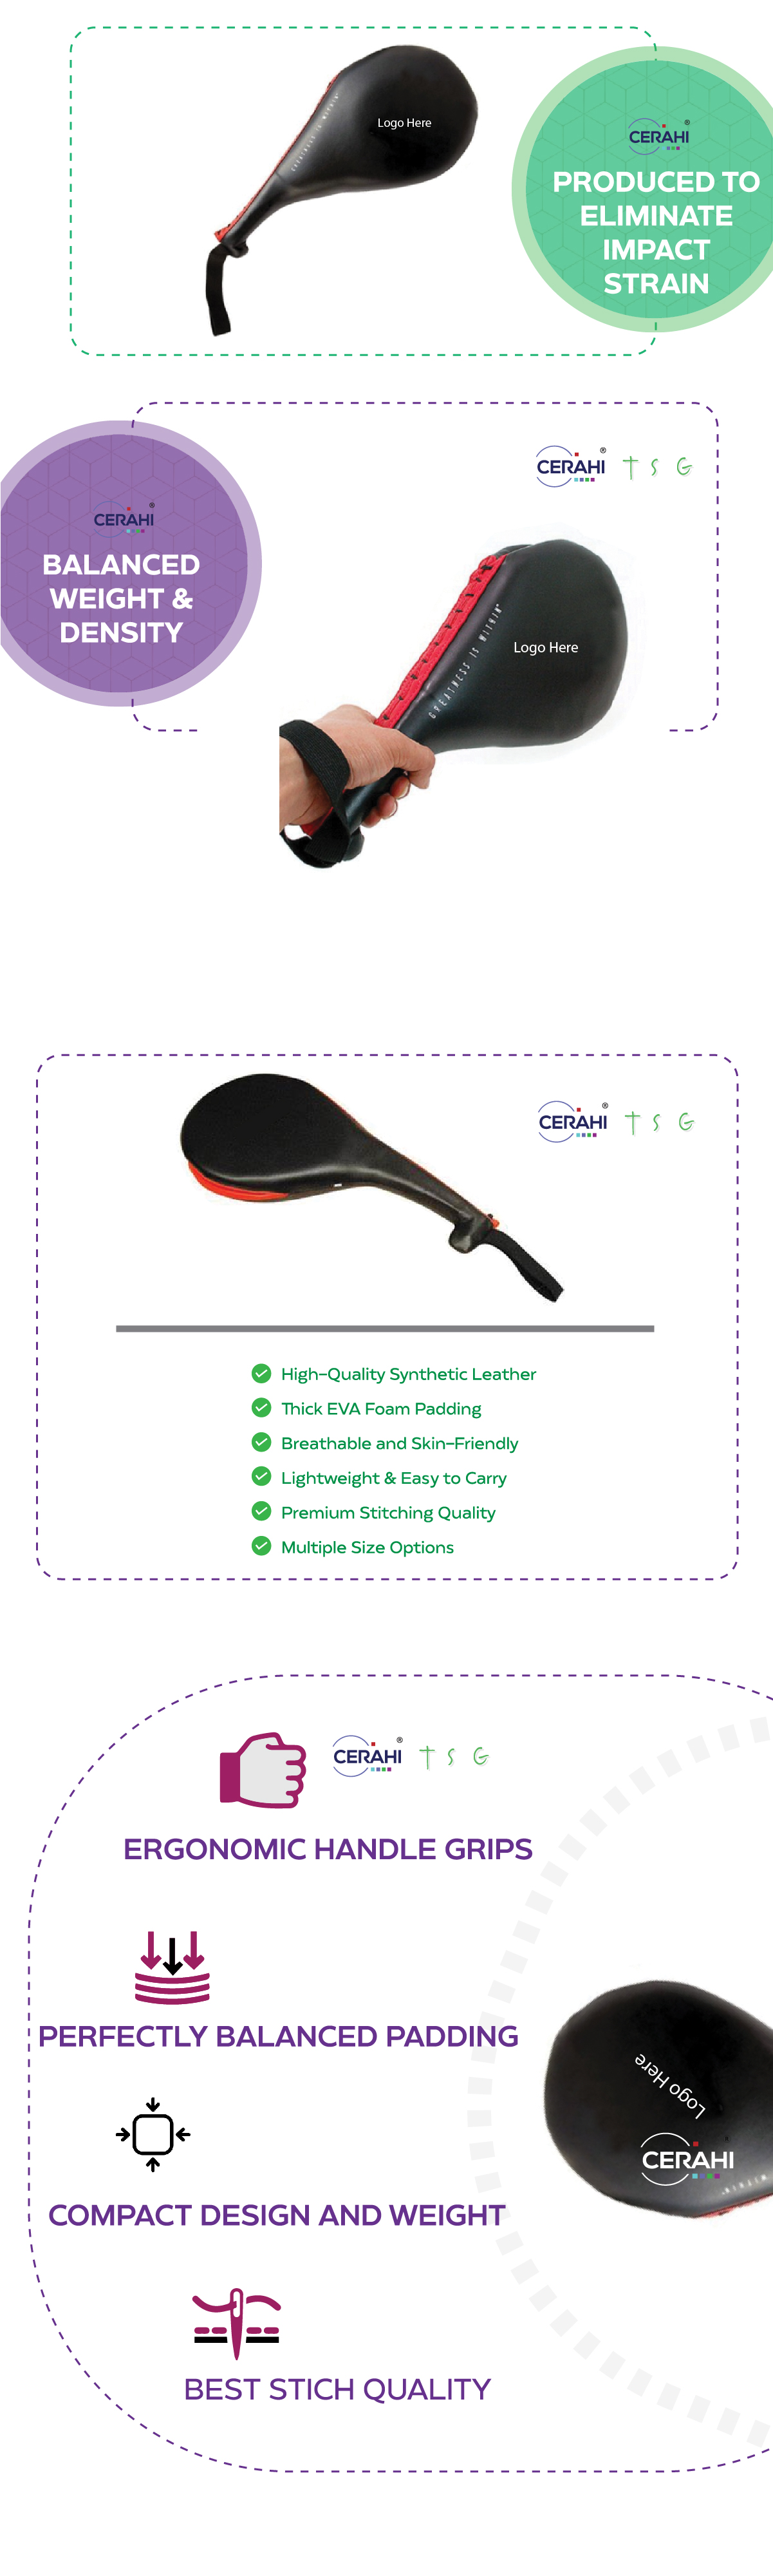 Logo Here
CERAHI ®
PRODUCED TO
ELIMINATE
IMPACT
STRAIN
CERAHI ® TSG
CERAHI ®
BALANCED
WEIGHT &
DENSITY
GREATNESS IS WITHIN
Logo Here
CERAHI ® TSG
High-Quality Synthetic Leather
Thick EVA Foam Padding
Breathable and Skin-Friendly
Lightweight & Easy to Carry
Premium Stitching Quality
Multiple Size Options
CERAHI ® TSG
ERGONOMIC HANDLE GRIPS
PERFECTLY BALANCED PADDING
Logo Here
CERAHI
COMPACT DESIGN AND WEIGHT
BEST STICH QUALITY